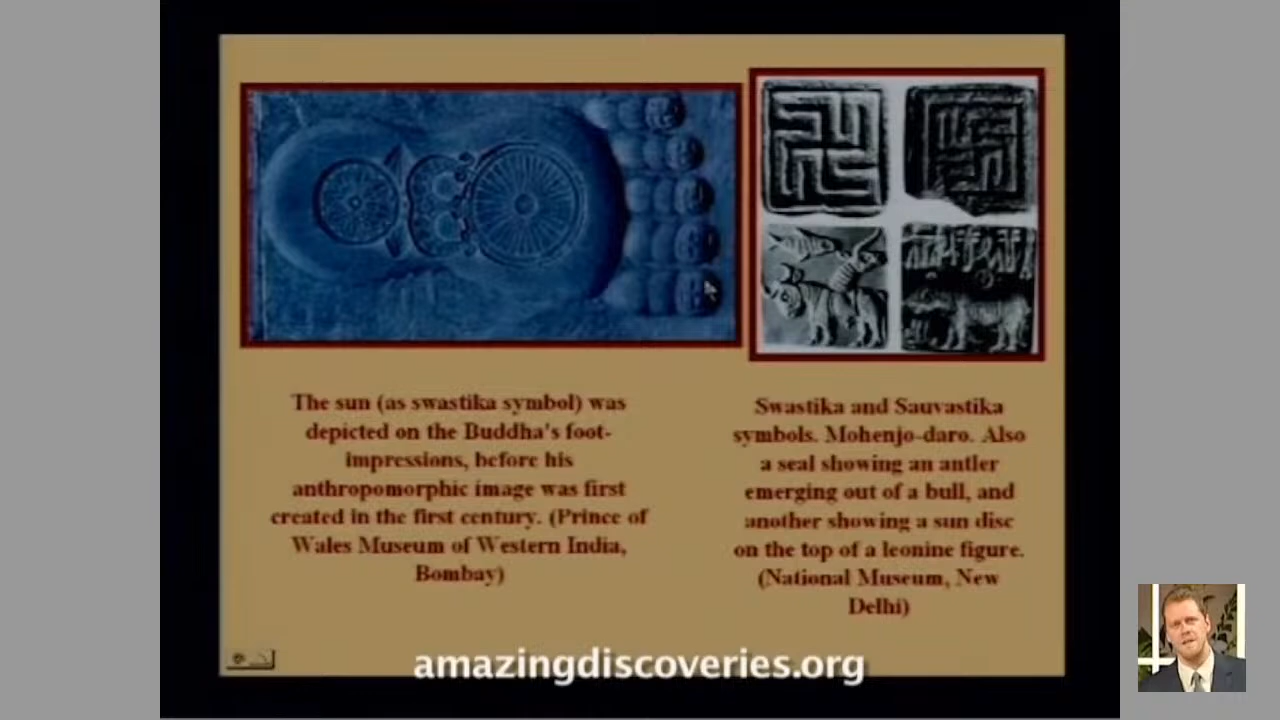 The sun (as swastika symbol) was
depicted on the Buddha's foot-
impressions, before his
anthropomorphic image was first
created in the first century. (Prince of
Wales Museum of Western India,
Bombay)
Swastika and Sauvastika
symbols. Mohenjo-daro. Also
a seal showing an antler
emerging out of a bull, and
another showing a sun disc
on the top of a leonine figure.
(National Museum, New
Delhi)
amazingdiscoveries.org